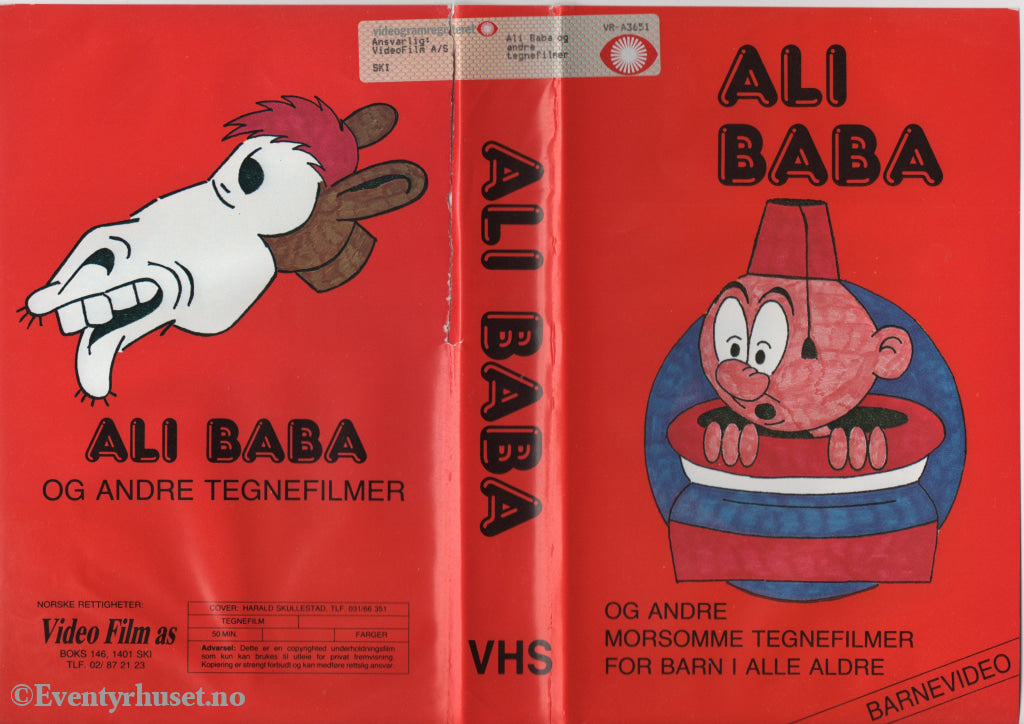 videogramregisteret
Ansvarlig:
VideoFilm A/S
SKI
Ali Baba og
andre
tegnefilmer
VR-A3651
ALI BABA
OG ANDRE TEGNEFILMER
NORSKE RETTIGHETER:
Video Film as
BOKS 146, 1401 SKI
TLF. 02/ 87 21 23
COVER: HARALD SKULLESTAD, TLF. 031/66 351
TEGNEFILM
50 MIN.
FARGER
Advarsel: Dette er en copyrighted underholdningsfilm
som kun kan brukes til utleie for privat fremvisning.
Kopiering er strengt forbudt og kan medføre rettslig ansvar.
©Eventyrhuset.no
ALI BABA
VHS
ALI
BABA
OG ANDRE
MORSOMME TEGNEFILMER
FOR BARN I ALLE ALDRE
BARNEVIDEO